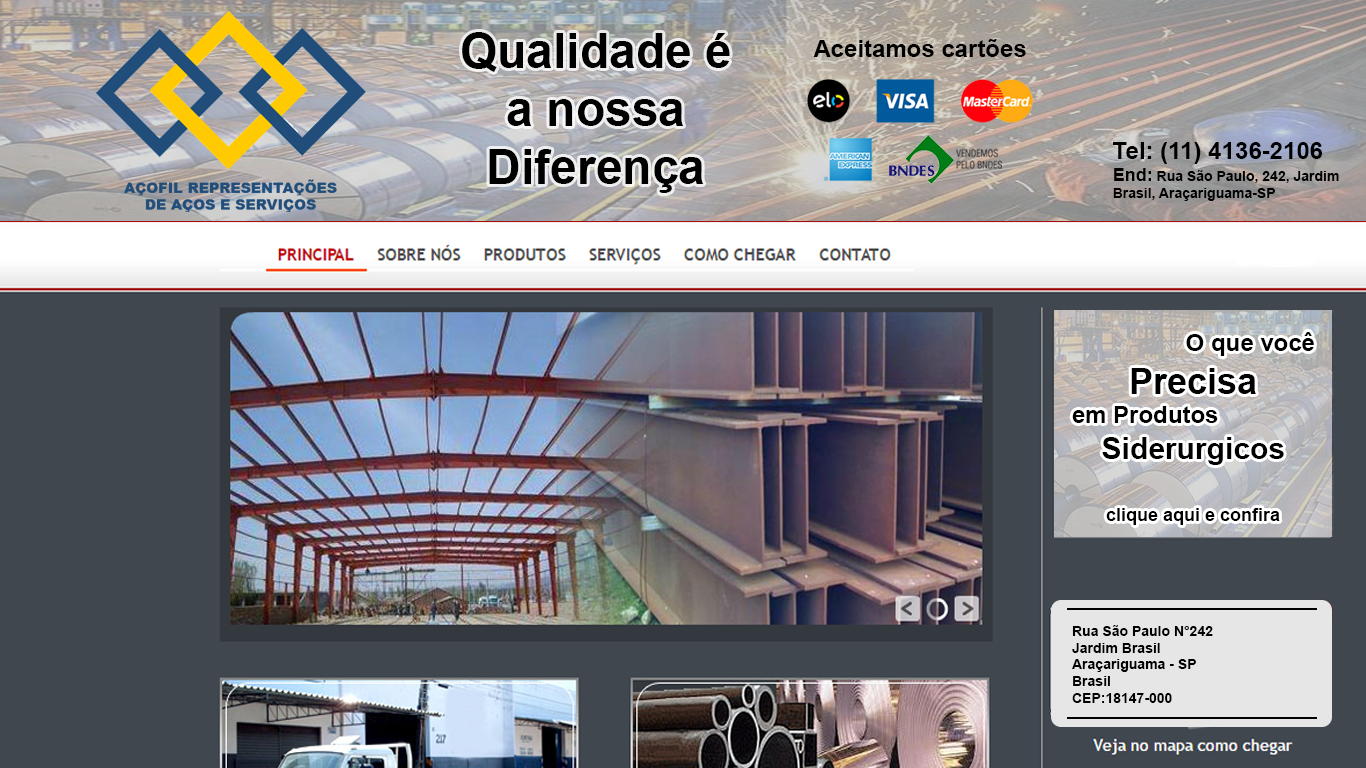 AÇOFIL REPRESENTAÇÕES
DE AÇOS E SERVIÇOS
Qualidade é
a nossa
Diferença
Aceitamos cartões
elo
VISA
MasterCard
AMERICAN
EXPRESS
BNDES
VENDEMOS
PELO BNDES
Tel: (11) 4136-2106
End: Rua São Paulo, 242, Jardim
Brasil, Araçariguama-SP
PRINCIPAL SOBRE NÓS PRODUTOS SERVIÇOS COMO CHEGAR CONTATO
O que você
Precisa
em Produtos
Siderurgicos
clique aqui e confira
Rua São Paulo N°242
Jardim Brasil
Araçariguama - SP
Brasil
CEP:18147-000
Veja no mapa como chegar
217